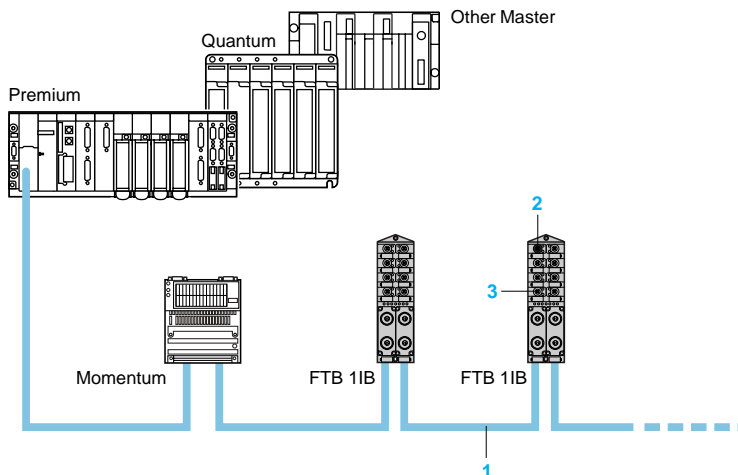 Other Master
Quantum
Premium
2
3
Momentum
FTB 1IB
FTB 1IB
1